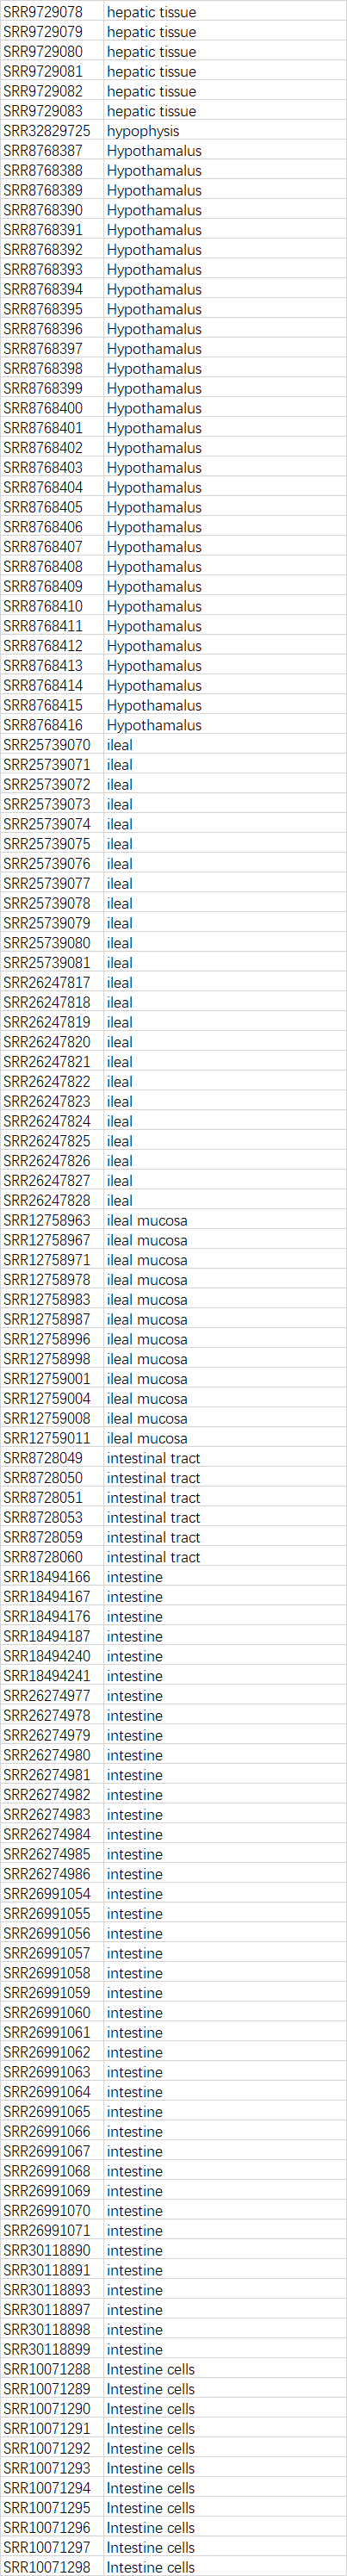 SRR9729078 hepatic tissue
SRR9729079 hepatic tissue
SRR9729080 hepatic tissue
SRR9729081 hepatic tissue
SRR9729082 hepatic tissue
SRR9729083 hepatic tissue
SRR32829725 hypophysis
SRR8768387 Hypothamalus
SRR8768388 Hypothamalus
SRR8768389 Hypothamalus
SRR8768390 Hypothamalus
SRR8768391 Hypothamalus
SRR8768392 Hypothamalus
SRR8768393 Hypothamalus
SRR8768394 Hypothamalus
SRR8768395 Hypothamalus
SRR8768396 Hypothamalus
SRR8768397 Hypothamalus
SRR8768398 Hypothamalus
SRR8768399 Hypothamalus
SRR8768400 Hypothamalus
SRR8768401 Hypothamalus
SRR8768402 Hypothamalus
SRR8768403 Hypothamalus
SRR8768404 Hypothamalus
SRR8768405 Hypothamalus
SRR8768406 Hypothamalus
SRR8768407 Hypothamalus
SRR8768408 Hypothamalus
SRR8768409 Hypothamalus
SRR8768410 Hypothamalus
SRR8768411 Hypothamalus
SRR8768412 Hypothamalus
SRR8768413 Hypothamalus
SRR8768414 Hypothamalus
SRR8768415 Hypothamalus
SRR8768416 Hypothamalus
SRR25739070 ileal
SRR25739071 ileal
SRR25739072 ileal
SRR25739073 ileal
SRR25739074 ileal
SRR25739075 ileal
SRR25739076 ileal
SRR25739077 ileal
SRR25739078 ileal
SRR25739079 ileal
SRR25739080 ileal
SRR25739081 ileal
SRR26247817 ileal
SRR26247818 ileal
SRR26247819 ileal
SRR26247820 ileal
SRR26247821 ileal
SRR26247822 ileal
SRR26247823 ileal
SRR26247824 ileal
SRR26247825 ileal
SRR26247826 ileal
SRR26247827 ileal
SRR26247828 ileal
SRR12758963 ileal mucosa
SRR12758967 ileal mucosa
SRR12758971 ileal mucosa
SRR12758978 ileal mucosa
SRR12758983 ileal mucosa
SRR12758987 ileal mucosa
SRR12758996 ileal mucosa
SRR12758998 ileal mucosa
SRR12759001 ileal mucosa
SRR12759004 ileal mucosa
SRR12759008 ileal mucosa
SRR12759011 ileal mucosa
SRR8728049 intestinal tract
SRR8728050 intestinal tract
SRR8728051 intestinal tract
SRR8728053 intestinal tract
SRR8728059 intestinal tract
SRR8728060 intestinal tract
SRR18494166 intestine
SRR18494167 intestine
SRR18494176 intestine
SRR18494187 intestine
SRR18494240 intestine
SRR18494241 intestine
SRR26274977 intestine
SRR26274978 intestine
SRR26274979 intestine
SRR26274980 intestine
SRR26274981 intestine
SRR26274982 intestine
SRR26274983 intestine
SRR26274984 intestine
SRR26274985 intestine
SRR26274986 intestine
SRR26991054 intestine
SRR26991055 intestine
SRR26991056 intestine
SRR26991057 intestine
SRR26991058 intestine
SRR26991059 intestine
SRR26991060 intestine
SRR26991061 intestine
SRR26991062 intestine
SRR26991063 intestine
SRR26991064 intestine
SRR26991065 intestine
SRR26991066 intestine
SRR26991067 intestine
SRR26991068 intestine
SRR26991069 intestine
SRR26991070 intestine
SRR26991071 intestine
SRR30118890 intestine
SRR30118891 intestine
SRR30118893 intestine
SRR30118897 intestine
SRR30118898 intestine
SRR30118899 intestine
SRR10071288 Intestine cells
SRR10071289 Intestine cells
SRR10071290 Intestine cells
SRR10071291 Intestine cells
SRR10071292 Intestine cells
SRR10071293 Intestine cells
SRR10071294 Intestine cells
SRR10071295 Intestine cells
SRR10071296 Intestine cells
SRR10071297 Intestine cells
SRR10071298 Intestine cells